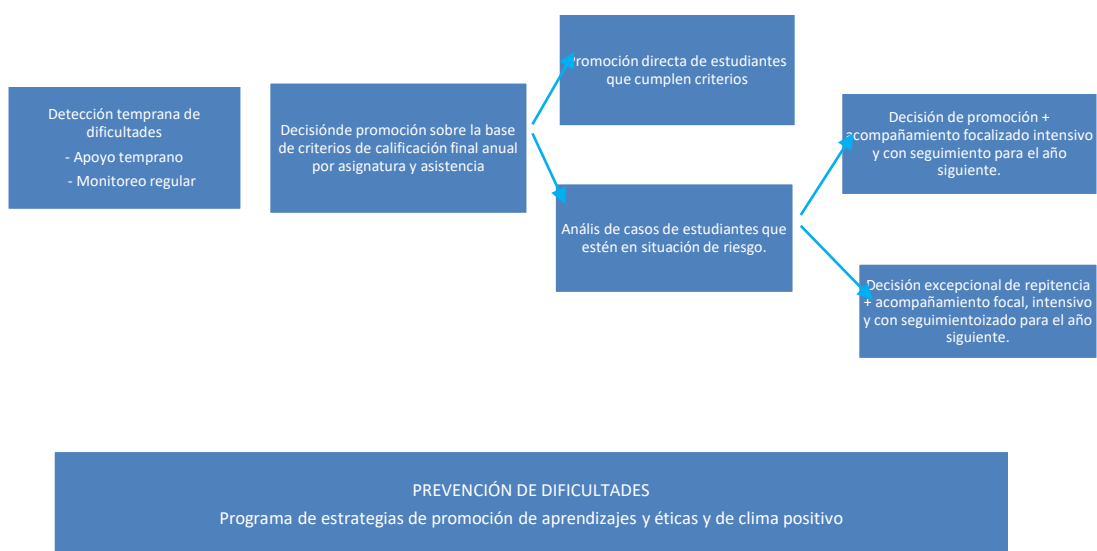 Detección temprana de
dificultades
- Apoyo temprano
- Monitoreo regular
Decisiónde promoción sobre la base
de criterios de calificación final anual
por asignatura y asistencia
Promoción directa de estudiantes
que cumplen criterios
Anális de casos de estudiantes que
estén en situación de riesgo.
Decisión de promoción +
acompañamiento focalizado intensivo
y con seguimiento para el año
siguiente.
Decisión excepcional de repitencia
+ acompañamiento focal, intensivo
y con seguimientoizado para el año
siguiente.
PREVENCIÓN DE DIFICULTADES
Programa de estrategias de promoción de aprendizajes y éticas y de clima positivo